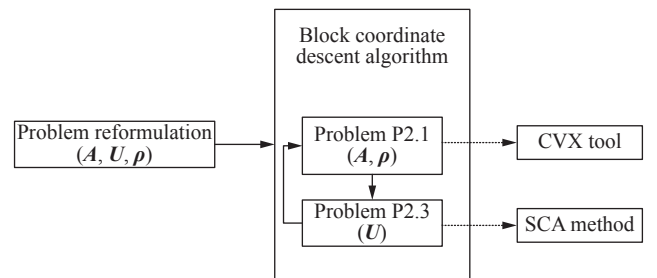 Block coordinate
descent algorithm
Problem reformulation
(A, U, ρ)
Problem P2.1
(A, ρ)
CVX tool
Problem P2.3
(U)
SCA method